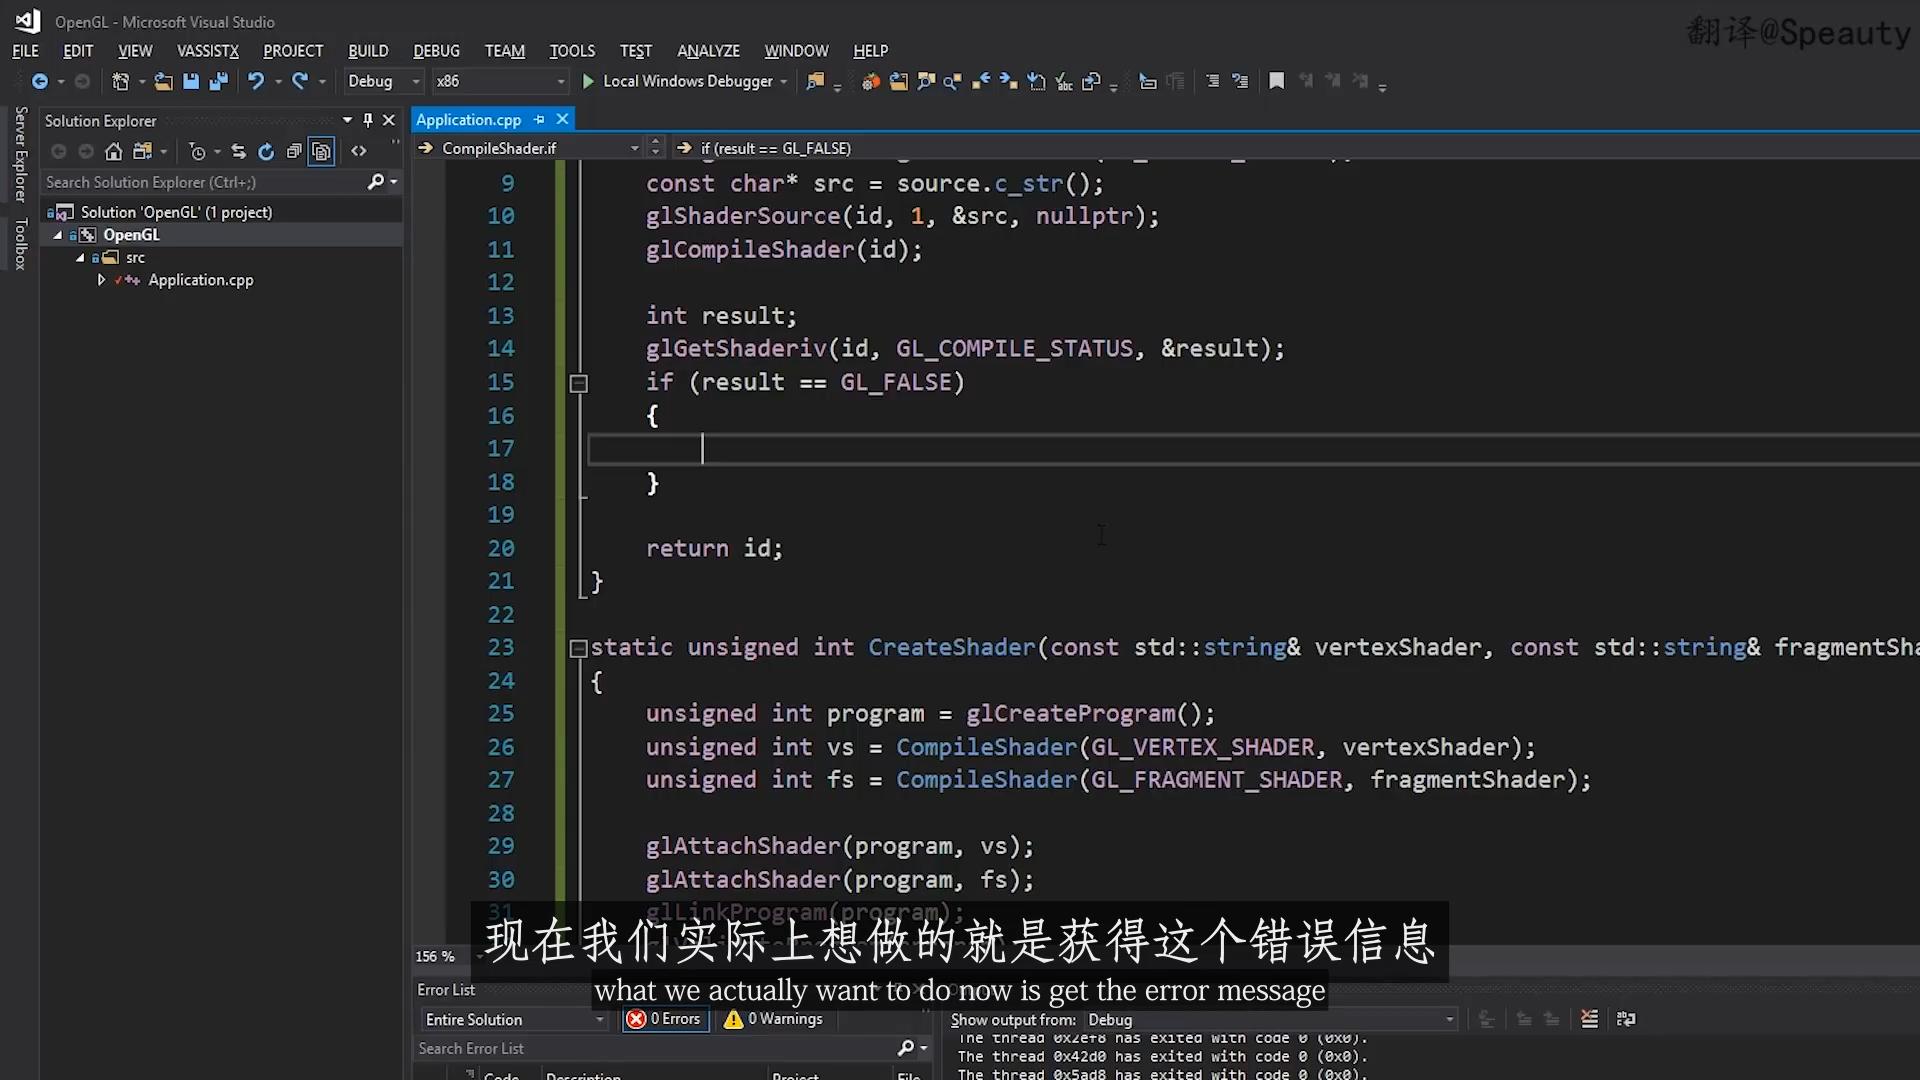 OpenGL - Microsoft Visual Studio
翻译@Speauty
FILE EDIT VIEW VASSISTX PROJECT BUILD DEBUG TEAM TOOLS TEST ANALYZE WINDOW HELP
Debug x86 Local Windows Debugger
Server Explorer
Toolbox
Solution Explorer
Search Solution Explorer (Ctrl+;)
Solution 'OpenGL' (1 project)
OpenGL
src
Application.cpp
Application.cpp
CompileShader.if if (result == GL_FALSE)
9 const char* src = source.c_str();
10 glShaderSource(id, 1, &src, nullptr);
11 glCompileShader(id);
12
13 int result;
14 glGetShaderiv(id, GL_COMPILE_STATUS, &result);
15 if (result == GL_FALSE)
16 {
17
18 }
19
20 return id;
21 }
22
23 static unsigned int CreateShader(const std::string& vertexShader, const std::string& fragmentSha
24 {
25 unsigned int program = glCreateProgram();
26 unsigned int vs = CompileShader(GL_VERTEX_SHADER, vertexShader);
27 unsigned int fs = CompileShader(GL_FRAGMENT_SHADER, fragmentShader);
28
29 glAttachShader(program, vs);
30 glAttachShader(program, fs);
31 glLinkProgram(program);
现在我们实际上想做的就是获得这个错误信息
what we actually want to do now is get the error message
156 %
Error List
Entire Solution 0 Errors 0 Warnings
Search Error List
Code Description Project File
Show output from: Debug
The thread 0x2ef8 has exited with code 0 (0x0).
The thread 0x42d0 has exited with code 0 (0x0).
The thread 0x5ad8 has exited with code 0 (0x0).